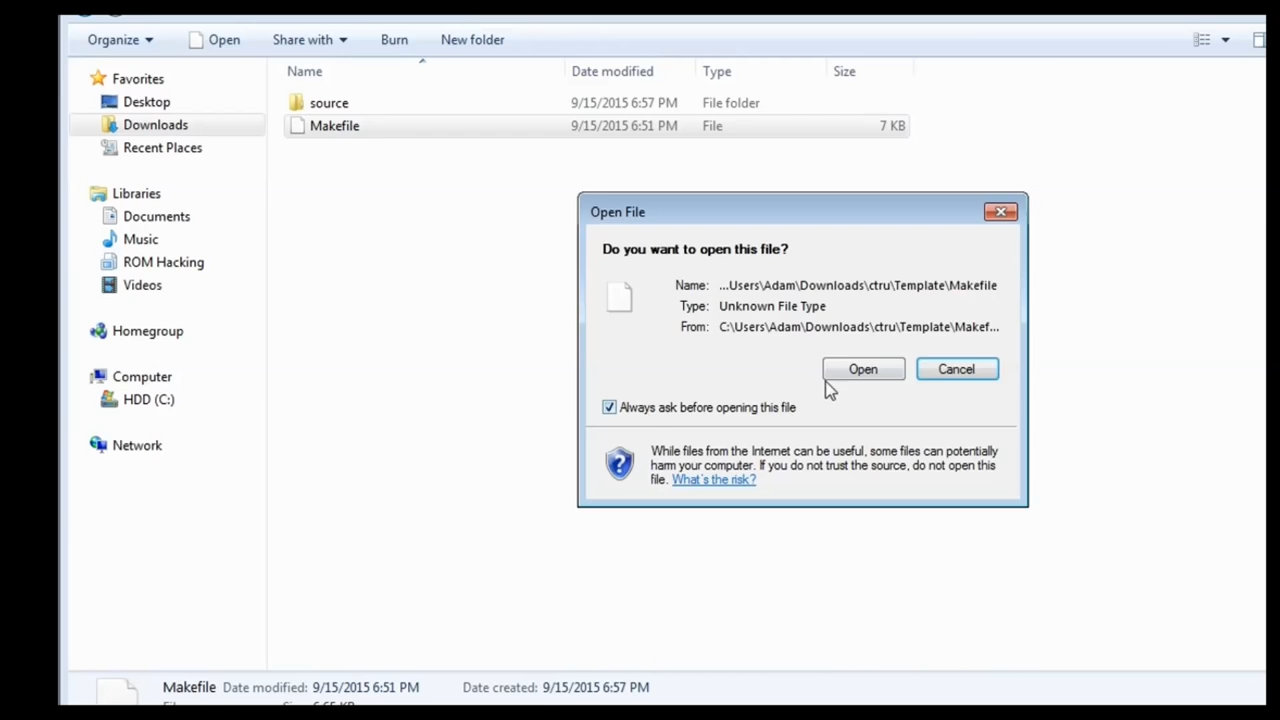 Organize Open Share with Burn New folder
Name Date modified Type Size
Favorites
Desktop
Downloads
Recent Places
Libraries
Documents
Music
ROM Hacking
Videos
Homegroup
Computer
HDD (C:)
Network
source 9/15/2015 6:57 PM File folder
Makefile 9/15/2015 6:51 PM File 7 KB
Open File
Do you want to open this file?
Name: ...Users\Adam\Downloads\ctru\Template\Makefile
Type: Unknown File Type
From: C:\Users\Adam\Downloads\ctru\Template\Makef...
Open Cancel
Always ask before opening this file
While files from the Internet can be useful, some files can potentially
harm your computer. If you do not trust the source, do not open this
file. What's the risk?
Makefile Date modified: 9/15/2015 6:51 PM Date created: 9/15/2015 6:57 PM